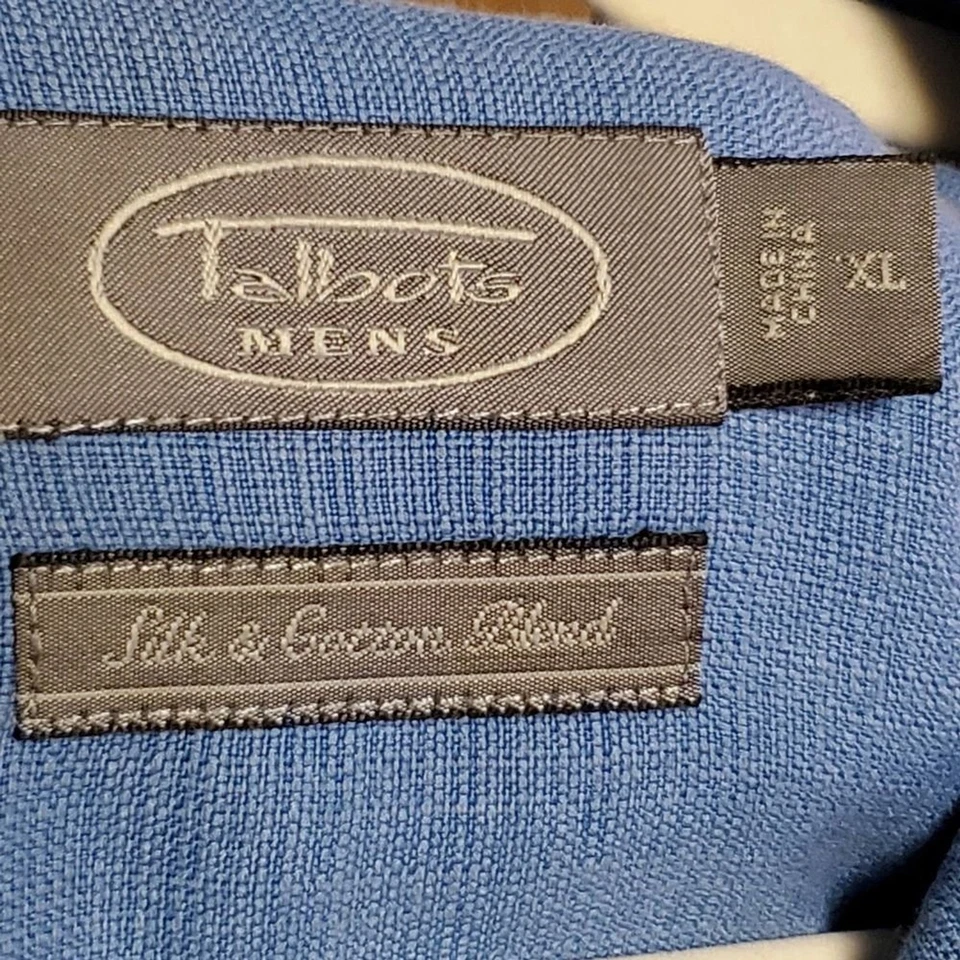 Talbots
MENS
MADE IN
CHINA
XL
Silk & Cotton Blend